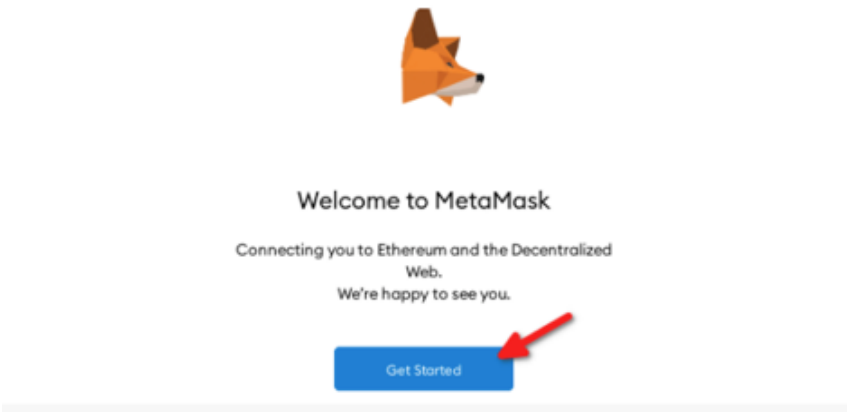 Welcome to MetaMask
Connecting you to Ethereum and the Decentralized
Web.
We're happy to see you.
Get Started